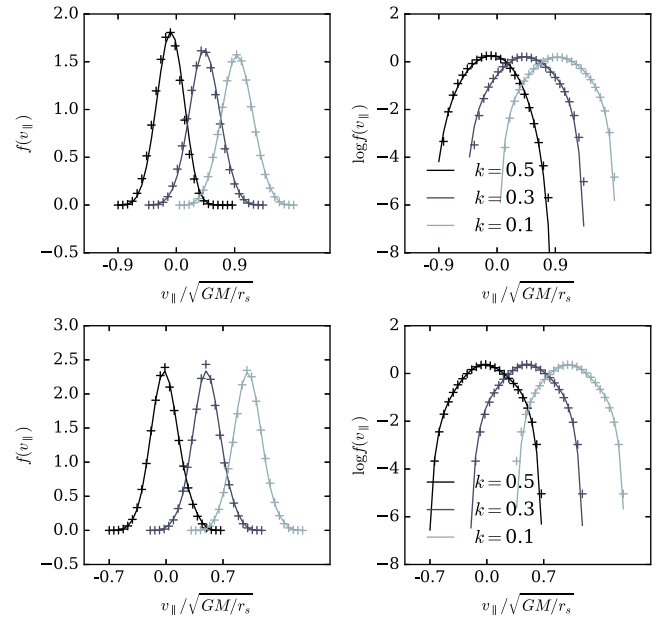 2.0
1.5
1.0
0.5
0.0
−0.5
f(v∥)
-0.9
0.0
0.9
v∥/√GM/r_s
2
0
−2
−4
−6
−8
log f(v∥)
k = 0.5
k = 0.3
k = 0.1
-0.9
0.0
0.9
v∥/√GM/r_s
3.0
2.5
2.0
1.5
1.0
0.5
0.0
−0.5
f(v∥)
-0.7
0.0
0.7
v∥/√GM/r_s
2
0
−2
−4
−6
−8
log f(v∥)
k = 0.5
k = 0.3
k = 0.1
-0.7
0.0
0.7
v∥/√GM/r_s